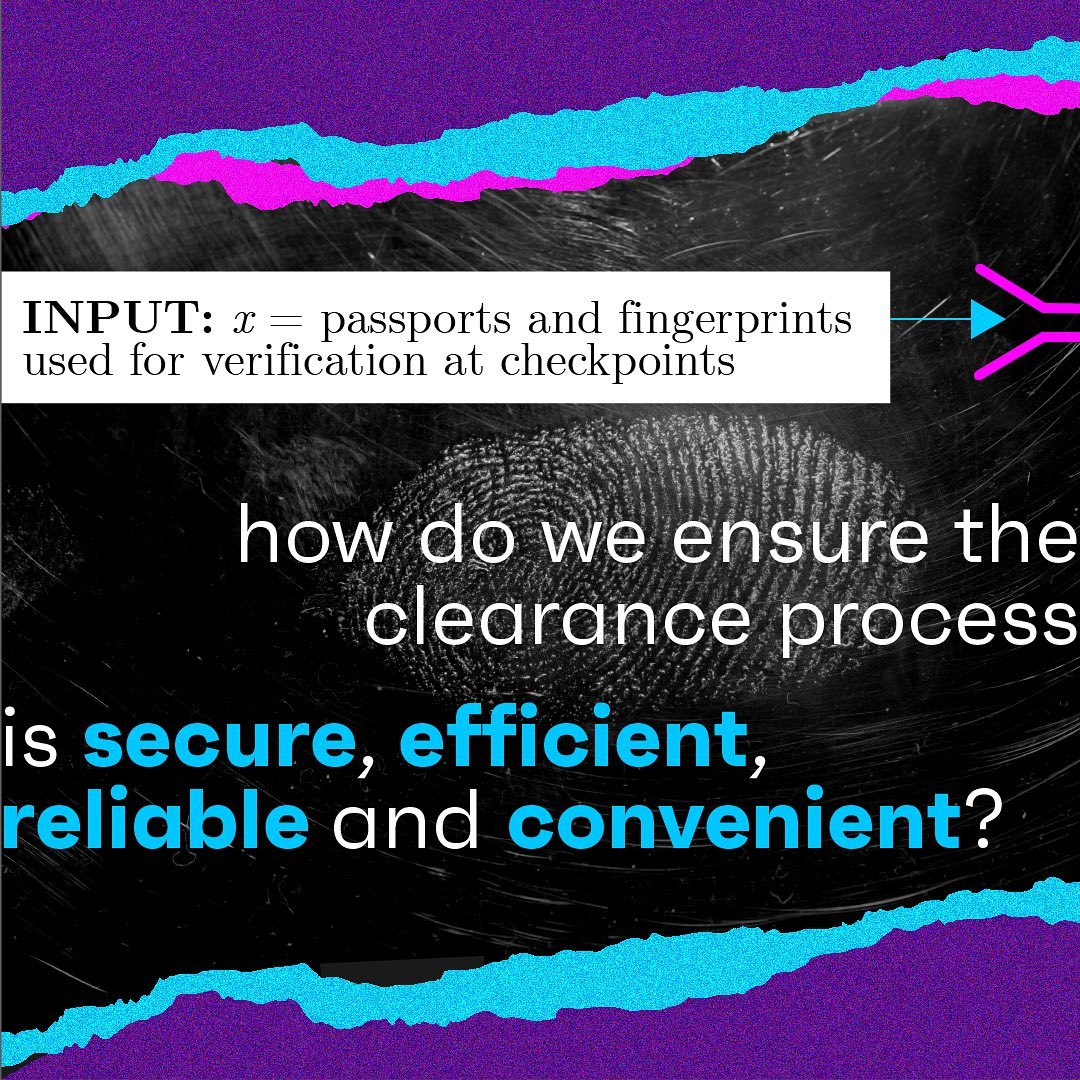 INPUT: x = passports and fingerprints
used for verification at checkpoints
how do we ensure the
clearance process
is secure, efficient,
reliable and convenient?